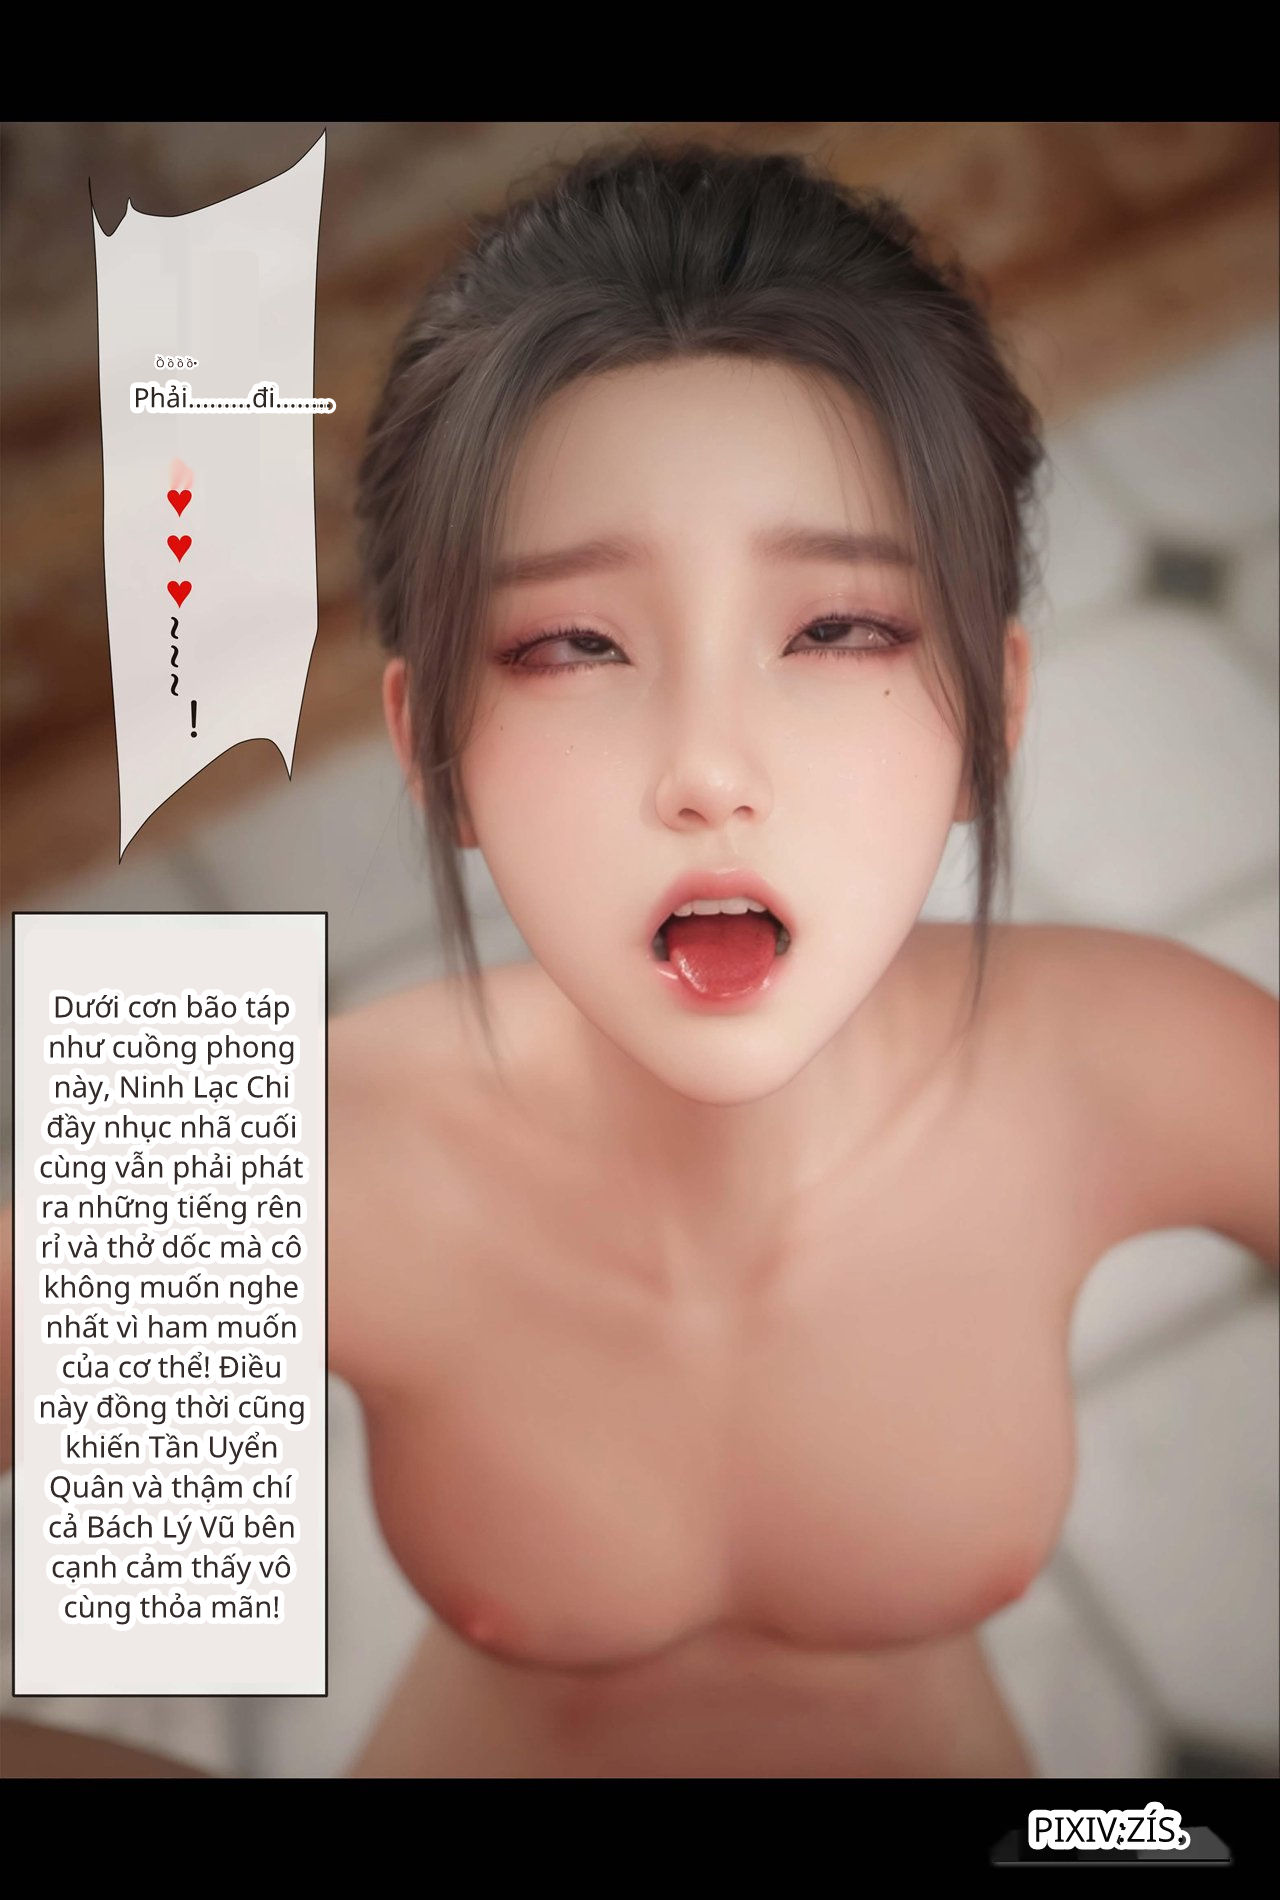 Ồ ồ ồ ồ•
Phải.........đi........
♥
♥
♥
~
~
~
!
Dưới cơn bão táp
như cuồng phong
này, Ninh Lạc Chi
đầy nhục nhã cuối
cùng vẫn phải phát
ra những tiếng rên
rỉ và thở dốc mà cô
không muốn nghe
nhất vì ham muốn
của cơ thể! Điều
này đồng thời cũng
khiến Tần Uyển
Quân và thậm chí
cả Bách Lý Vũ bên
cạnh cảm thấy vô
cùng thỏa mãn!
PIXIV:ZÍS.